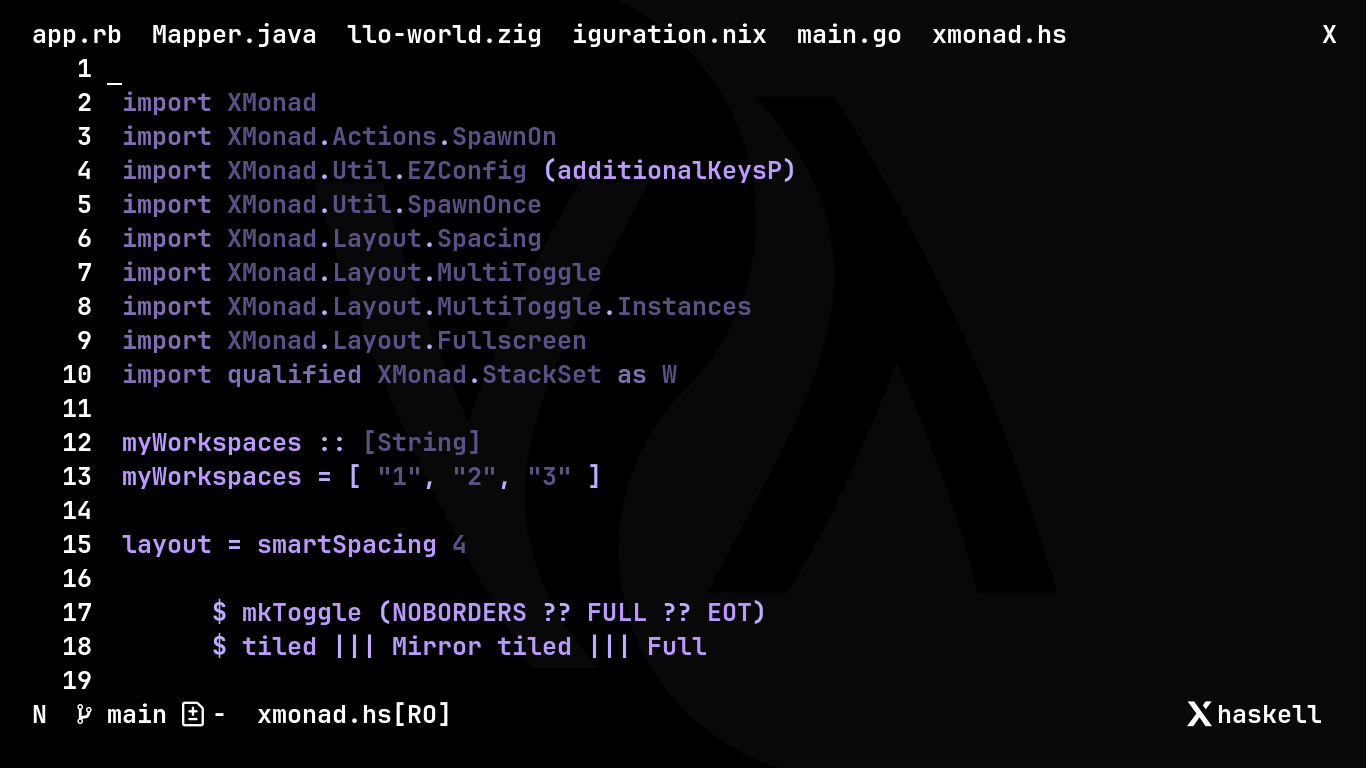 app.rb  Mapper.java  llo-world.zig  iguration.nix  main.go  xmonad.hs  X
1 _
2 import XMonad
3 import XMonad.Actions.SpawnOn
4 import XMonad.Util.EZConfig (additionalKeysP)
5 import XMonad.Util.SpawnOnce
6 import XMonad.Layout.Spacing
7 import XMonad.Layout.MultiToggle
8 import XMonad.Layout.MultiToggle.Instances
9 import XMonad.Layout.Fullscreen
10 import qualified XMonad.StackSet as W
11
12 myWorkspaces :: [String]
13 myWorkspaces = [ "1", "2", "3" ]
14
15 layout = smartSpacing 4
16
17       $ mkToggle (NOBORDERS ?? FULL ?? EOT)
18       $ tiled ||| Mirror tiled ||| Full
19
N  main -  xmonad.hs[RO]  haskell